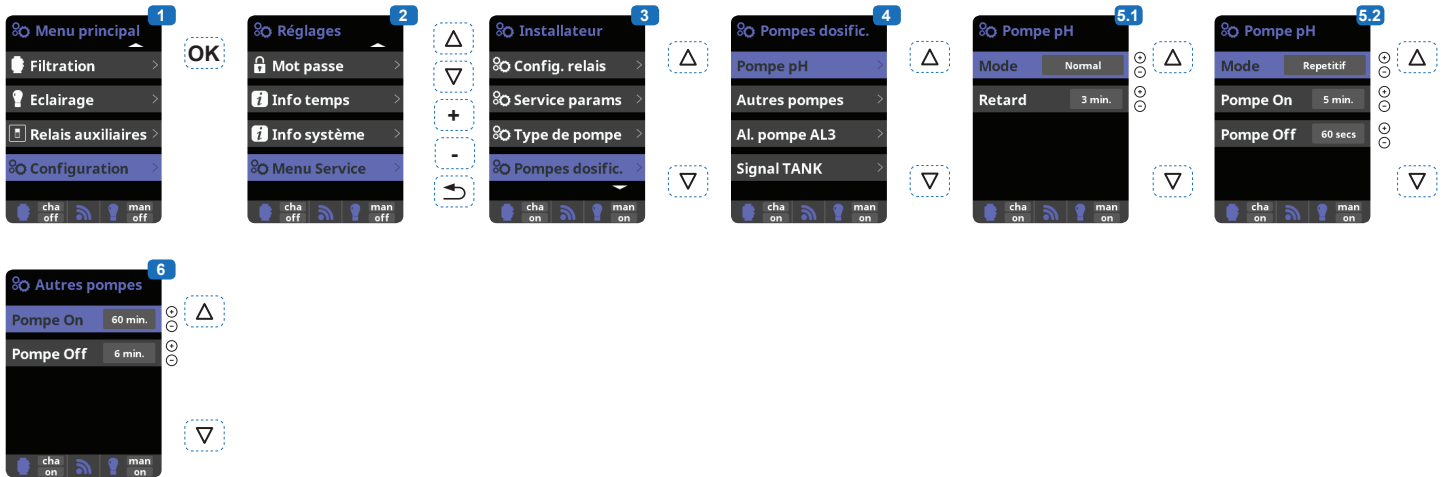 1
Menu principal
Filtration
Eclairage
Relais auxiliaires
Configuration
cha
off
man
off
OK
2
Réglages
Mot passe
Info temps
Info système
Menu Service
cha
off
man
off
+
-
3
Installateur
Config. relais
Service params
Type de pompe
Pompes dosific.
cha
on
man
on
4
Pompes dosific.
Pompe pH
Autres pompes
Al. pompe AL3
Signal TANK
cha
on
man
on
5.1
Pompe pH
Mode Normal
Retard 3 min.
cha
on
man
on
5.2
Pompe pH
Mode Repetitif
Pompe On 5 min.
Pompe Off 60 secs
cha
on
man
on
6
Autres pompes
Pompe On 60 min.
Pompe Off 6 min.
cha
on
man
on